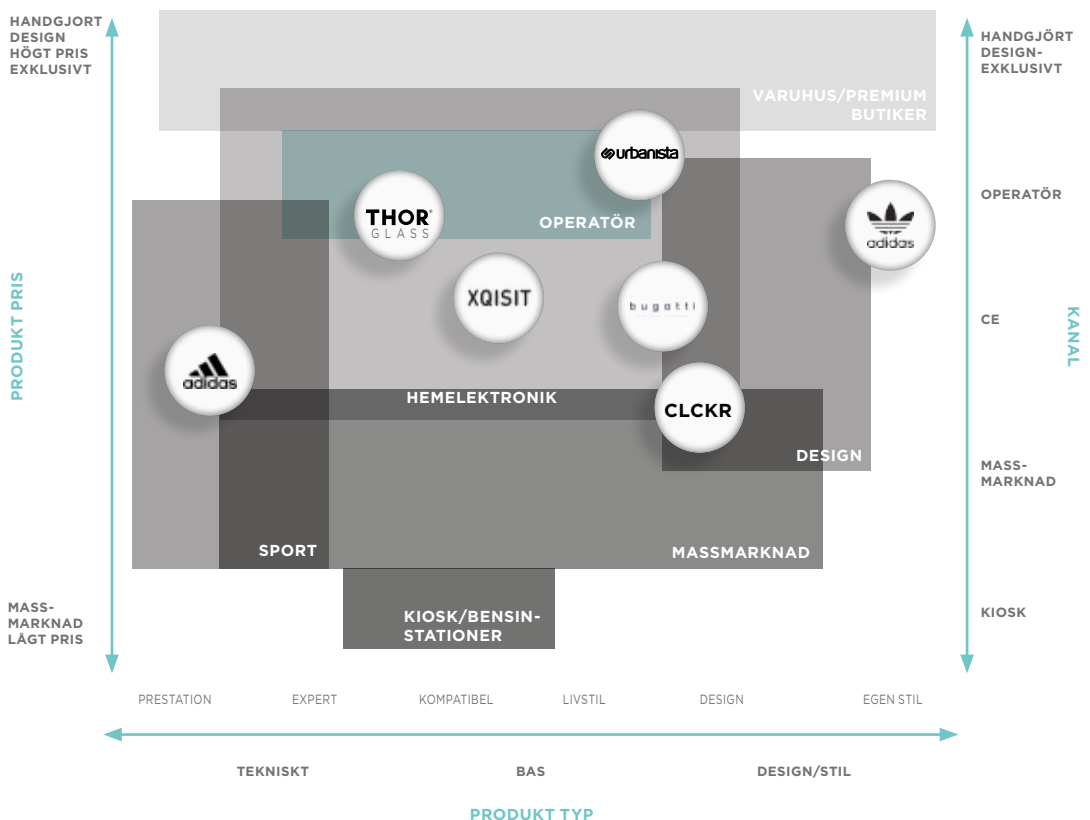 HANDGJORT
DESIGN
HÖGT PRIS
EXKLUSIVT
HANDGJÖRT
DESIGN-
EXKLUSIVT
VARUHUS/PREMIUM
BUTIKER
urbanista
OPERATÖR
THOR
GLASS
OPERATÖR
adidas
XQISIT
bugatti
CE
PRODUKT PRIS
KANAL
adidas
HEMELEKTRONIK
CLCKR
DESIGN
MASS-
MARKNAD
SPORT
MASSMARKNAD
KIOSK/BENSIN-
STATIONER
KIOSK
MASS-
MARKNAD
LÅGT PRIS
PRESTATION EXPERT KOMPATIBEL LIVSTIL DESIGN EGEN STIL
TEKNISKT BAS DESIGN/STIL
PRODUKT TYP